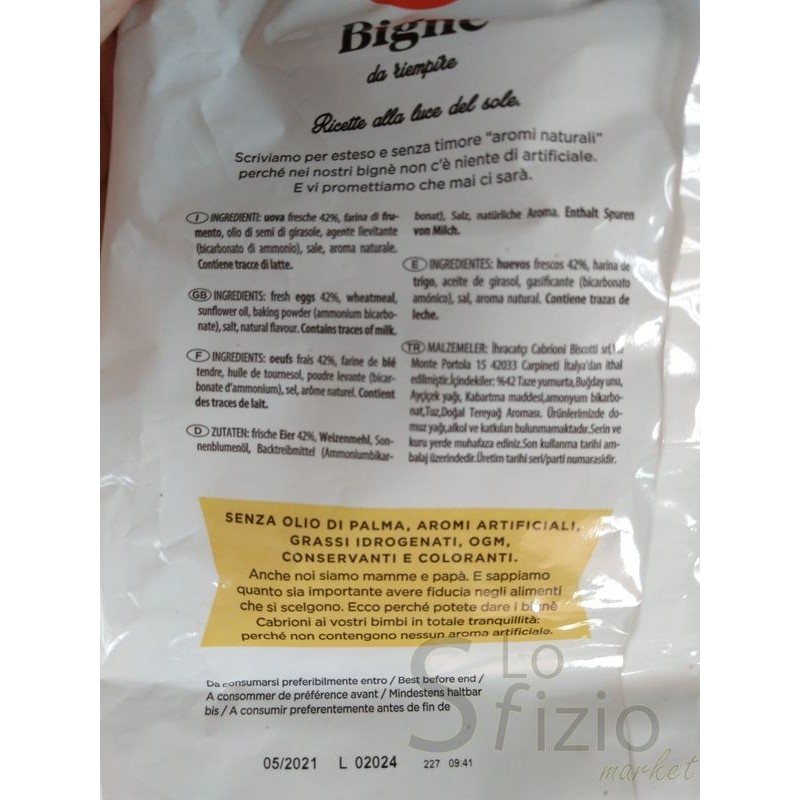 Bignè
da riempire
Ricette alla luce del sole.
Scriviamo per esteso e senza timore "aromi naturali"
perché nei nostri bignè non c'è niente di artificiale.
E vi promettiamo che mai ci sarà.
I INGREDIENTI: uova fresche 42%, farina di fru-
mento, olio di semi di girasole, agente lievitante
(bicarbonato di ammonio), sale, aroma naturale.
Contiene tracce di latte.
GB INGREDIENTS: fresh eggs 42%, wheatmeal,
sunflower oil, baking powder (ammonium bicarbo-
nate), salt, natural flavour. Contains traces of milk.
F INGREDIENTS: oeufs frais 42%, farine de blé
tendre, huile de tournesol, poudre levante (bicar-
bonate d'ammonium), sel, arôme naturel. Contient
des traces de lait.
D ZUTATEN: frische Eier 42%, Weizenmehl, Son-
nenblumenöl, Backtreibmittel (Ammoniumbikar-
bonat), Salz, natürliche Aroma. Enthalt Spuren
von Milch.
E INGREDIENTES: huevos frescos 42%, harina de
trigo, aceite de girasol, gasificante (bicarbonato
amónico), sal, aroma natural. Contiene trazas de
leche.
TR MALZEMELER: İhracatçı Cabrioni Biscotti srl
Monte Portola 15 42033 Carpineti İtalya'dan ithal
edilmiştir.İçindekiler: %42 Taze yumurta,Buğday unu,
Ayçiçek yağı, Kabartma maddesi,amonyum bikarbo-
nat,Tuz,Doğal Tereyağ Aroması. Ürünlerimizde do-
muz yağı,alkol ve katkıları bulunmamaktadır.Serin ve
kuru yerde muhafaza ediniz.Son kullanma tarihi am-
balaj üzerindedir.Üretim tarihi seri/parti numarasıdır.
SENZA OLIO DI PALMA, AROMI ARTIFICIALI,
GRASSI IDROGENATI, OGM,
CONSERVANTI E COLORANTI.
Anche noi siamo mamme e papà. E sappiamo
quanto sia importante avere fiducia negli alimenti
che si scelgono. Ecco perché potete dare i bignè
Cabrioni ai vostri bimbi in totale tranquillità:
perché non contengono nessun aroma artificiale.
Da consumarsi preferibilmente entro / Best before end /
A consommer de préférence avant / Mindestens haltbar
bis / A consumir preferentemente antes de fin de
05/2021 L 02024 227 09:41
Lo
Sfizio
market